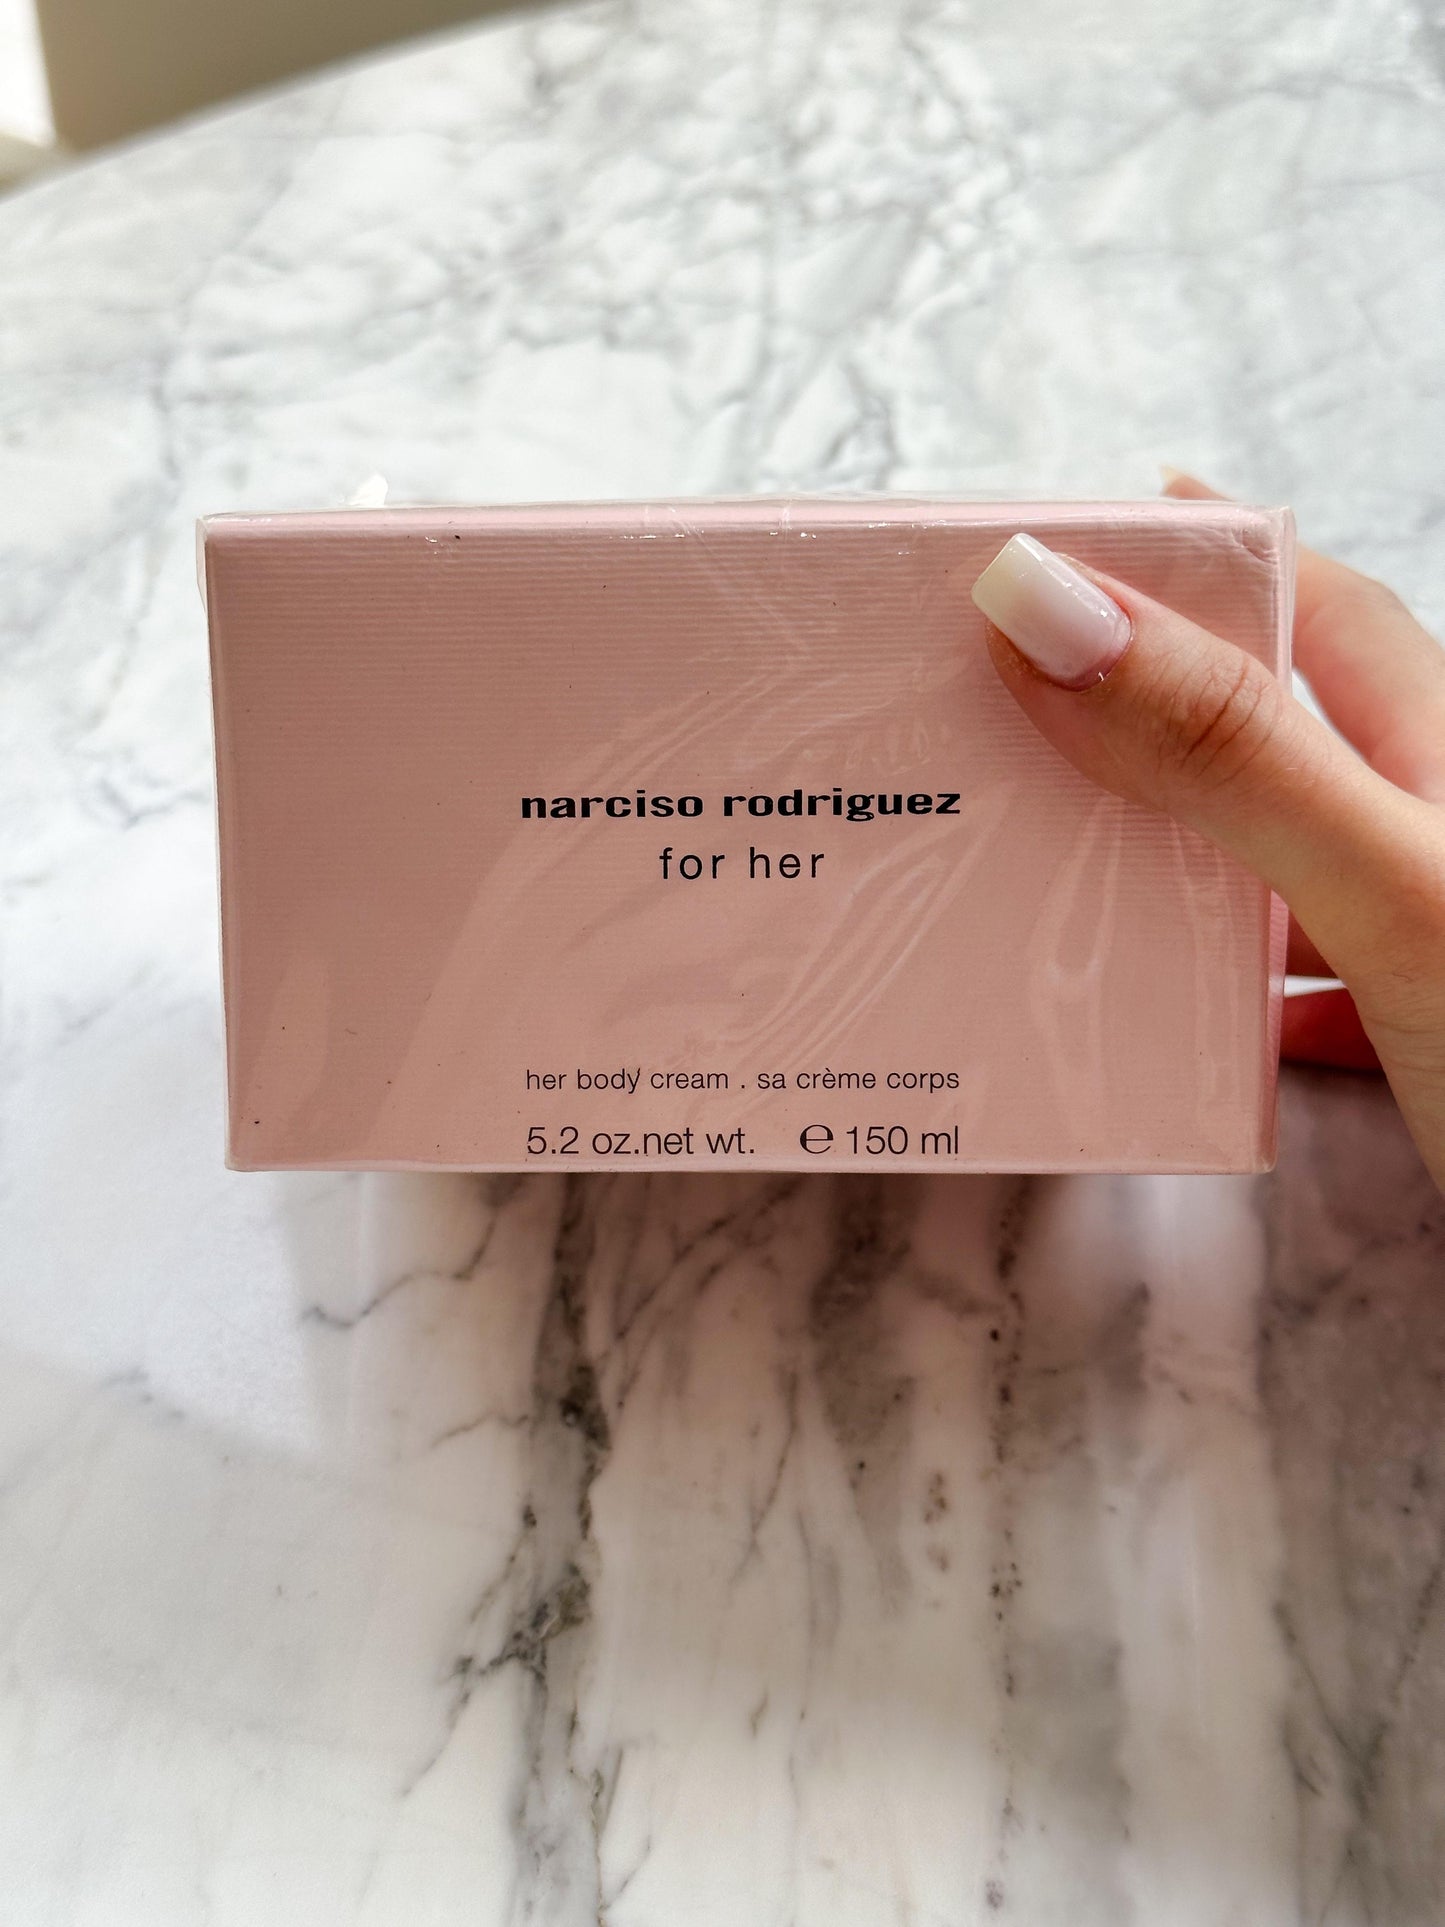 narciso rodriguez
for her
her body cream . sa crème corps
5.2 oz.net wt. ℮ 150 ml